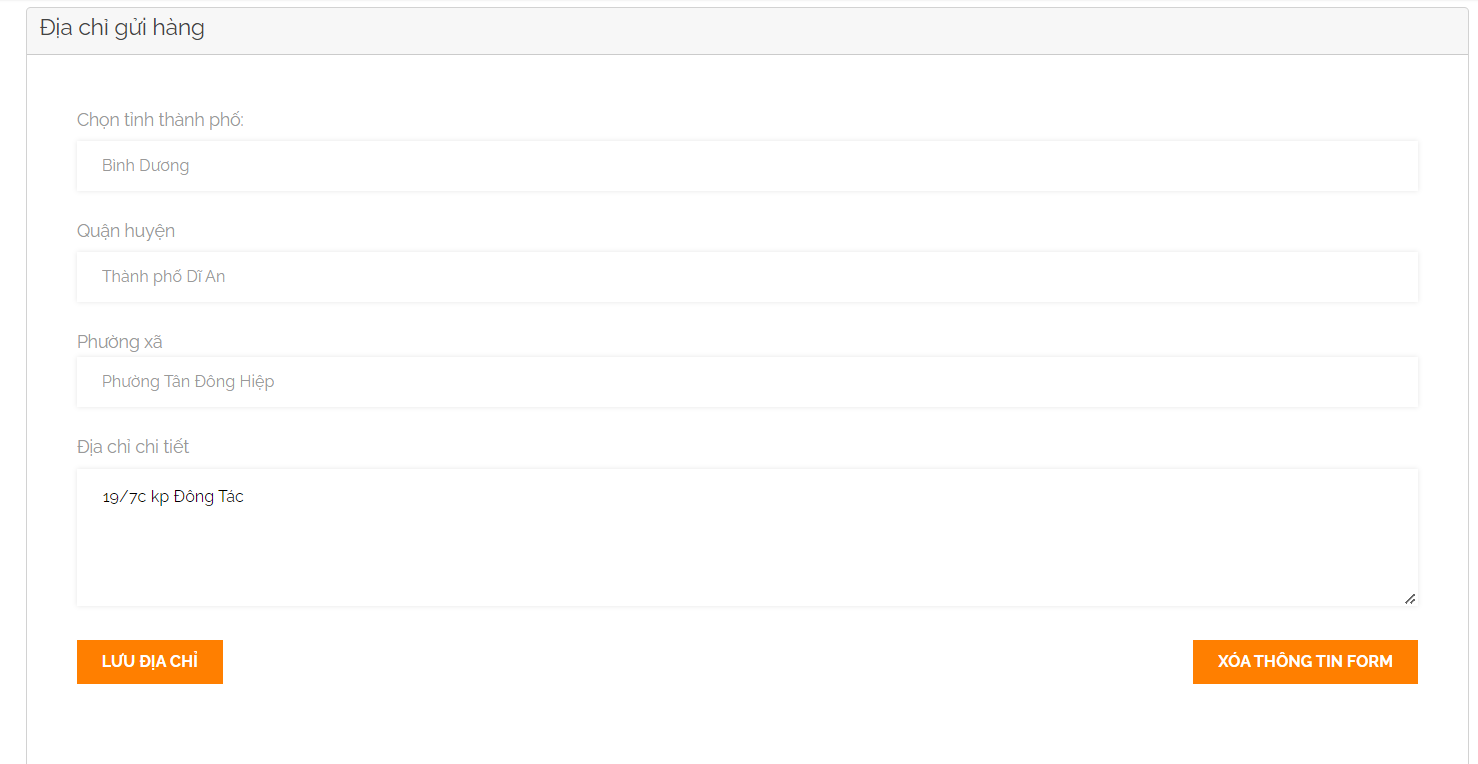 Địa chỉ gửi hàng
Chọn tỉnh thành phố:
Bình Dương
Quận huyện
Thành phố Dĩ An
Phường xã
Phường Tân Đông Hiệp
Địa chỉ chi tiết
19/7c kp Đông Tác
LƯU ĐỊA CHỈ
XÓA THÔNG TIN FORM